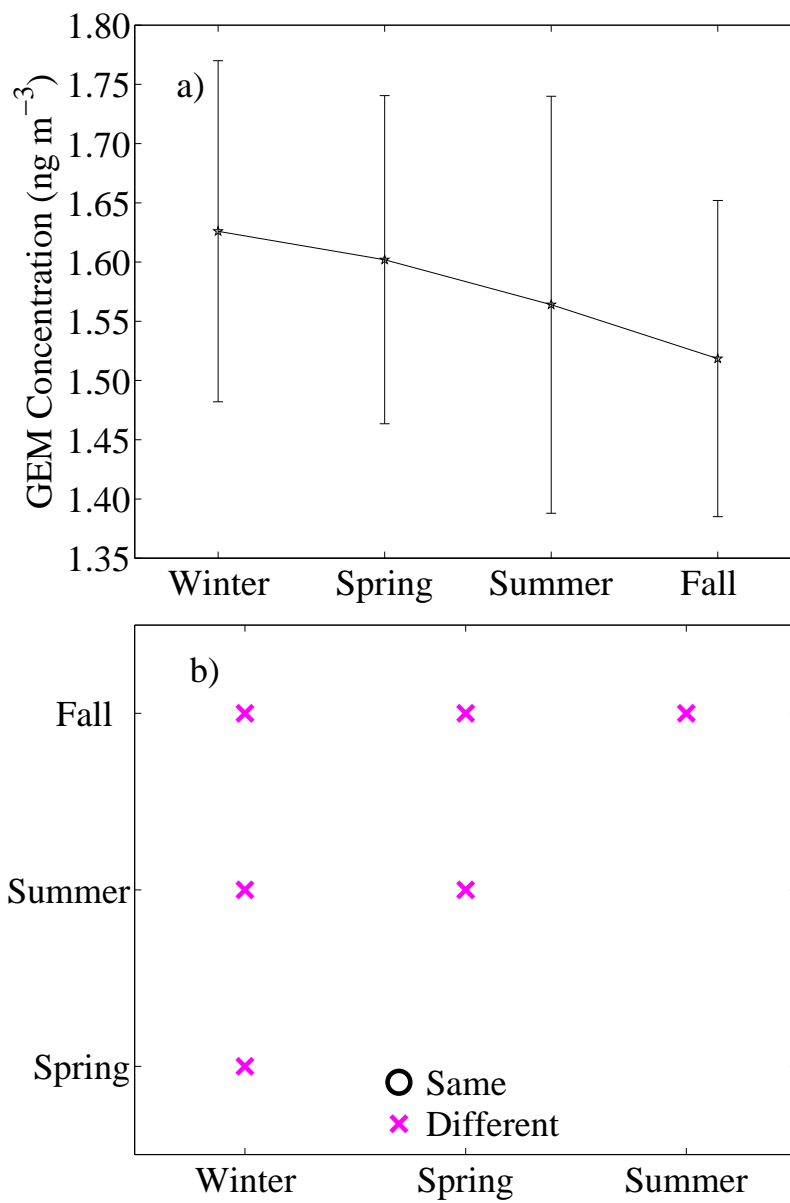 a)
GEM Concentration (ng m⁻³)
1.80
1.75
1.70
1.65
1.60
1.55
1.50
1.45
1.40
1.35
Winter Spring Summer Fall
b)
Fall
Summer
Spring
Same
Different
Winter Spring Summer